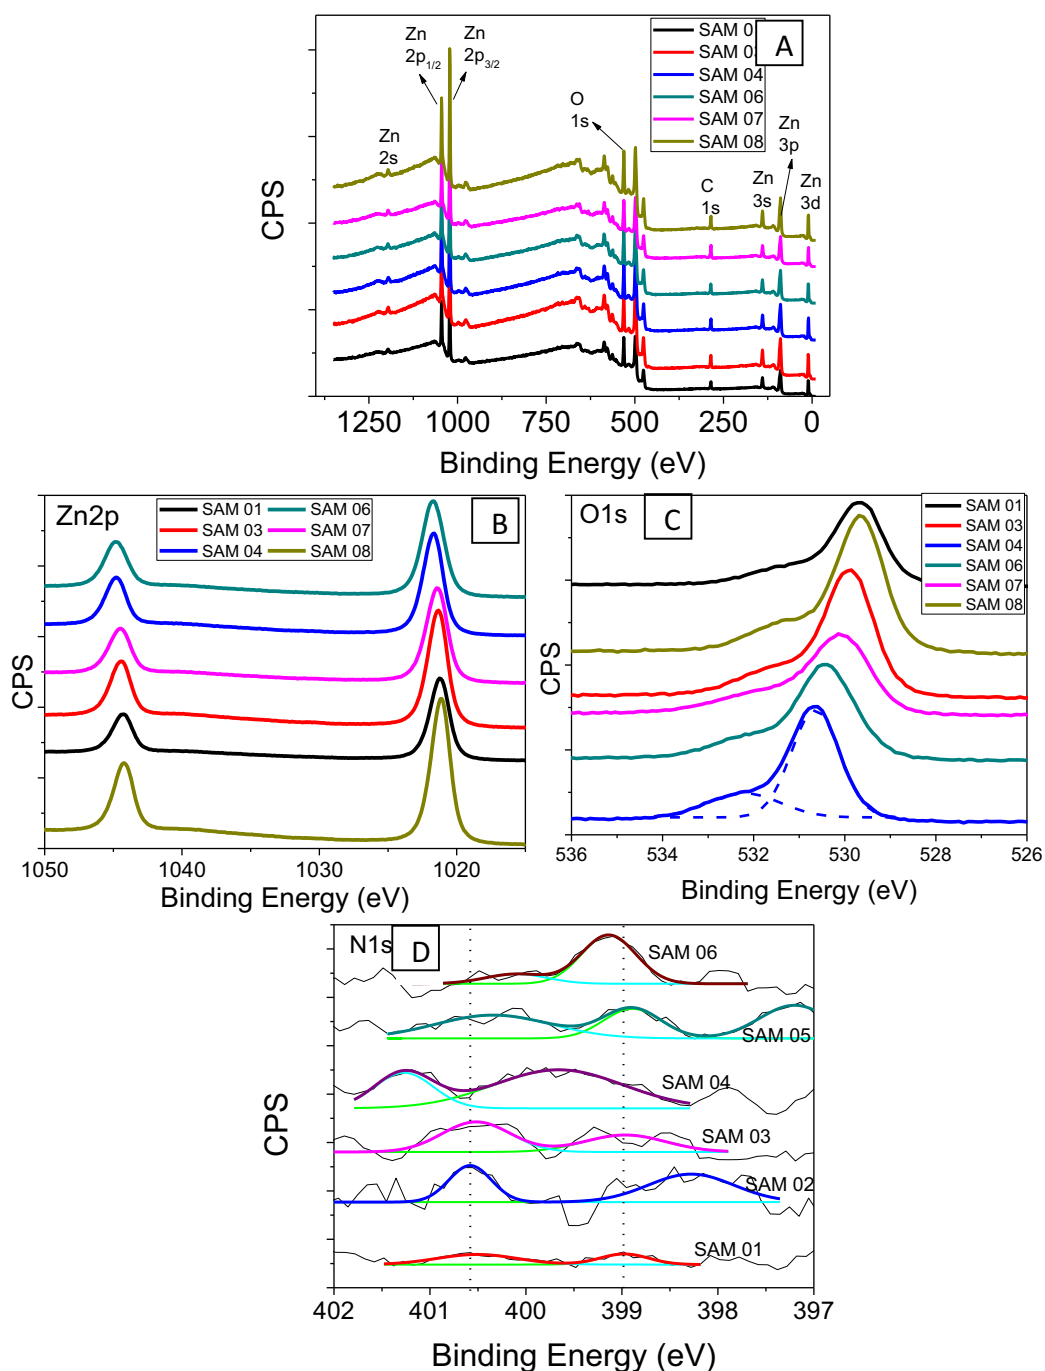 SAM 0
SAM 03
SAM 04
SAM 06
SAM 07
SAM 08
A
Zn
2p1/2
Zn
2p3/2
Zn
2s
O
1s
C
1s
Zn
3s
Zn
3p
Zn
3d
CPS
1250 1000 750 500 250 0
Binding Energy (eV)
Zn2p
SAM 01 SAM 06
SAM 03 SAM 07
SAM 04 SAM 08
B
CPS
1050 1040 1030 1020
Binding Energy (eV)
O1s
C
SAM 01
SAM 03
SAM 04
SAM 06
SAM 07
SAM 08
CPS
536 534 532 530 528 526
Binding Energy (eV)
N1s
D
SAM 06
SAM 05
SAM 04
SAM 03
SAM 02
SAM 01
CPS
402 401 400 399 398 397
Binding Energy (eV)